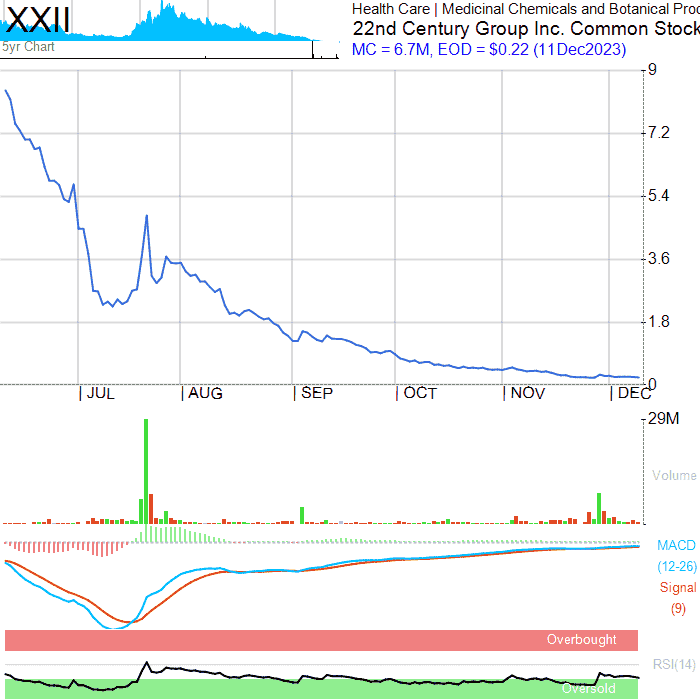 XXII
Health Care | Medicinal Chemicals and Botanical Proc
5yr Chart
22nd Century Group Inc. Common Stock
MC = 6.7M, EOD = $0.22 (11Dec2023)
9
7.2
5.4
3.6
1.8
0
JUL
AUG
SEP
OCT
NOV
DEC
29M
Volume
MACD
(12-26)
Signal
(9)
Overbought
RSI(14)
Oversold